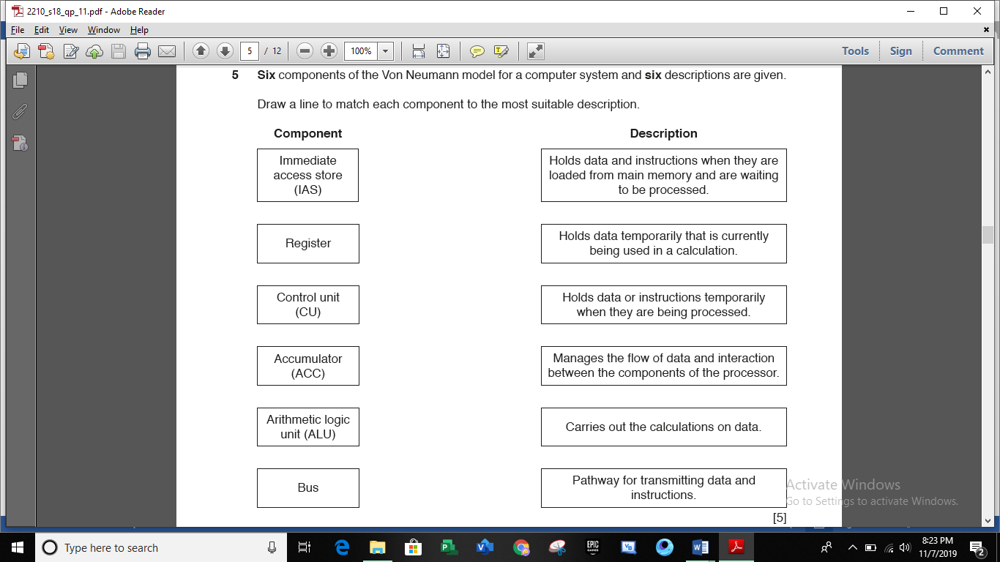 2210_s18_qp_11.pdf - Adobe Reader
File Edit View Window Help
5 / 12 100% Tools Sign Comment
5 Six components of the Von Neumann model for a computer system and six descriptions are given.
Draw a line to match each component to the most suitable description.
Component Description
Immediate
access store
(IAS)
Holds data and instructions when they are
loaded from main memory and are waiting
to be processed.
Register
Holds data temporarily that is currently
being used in a calculation.
Control unit
(CU)
Holds data or instructions temporarily
when they are being processed.
Accumulator
(ACC)
Manages the flow of data and interaction
between the components of the processor.
Arithmetic logic
unit (ALU)
Carries out the calculations on data.
Bus
Pathway for transmitting data and
instructions.
[5]
Activate Windows
Go to Settings to activate Windows.
Type here to search
EPIC
GAMES
8:23 PM
11/7/2019
2